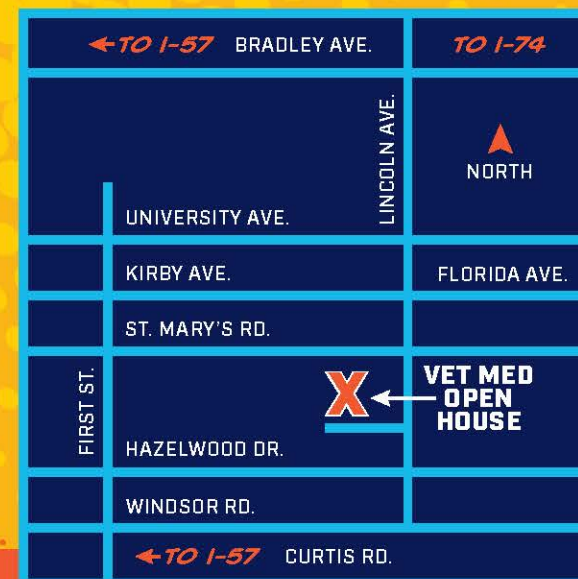 TO I-57 BRADLEY AVE.
TO I-74
LINCOLN AVE.
NORTH
UNIVERSITY AVE.
KIRBY AVE.
FLORIDA AVE.
ST. MARY'S RD.
FIRST ST.
X
VET MED
OPEN
HOUSE
HAZELWOOD DR.
WINDSOR RD.
TO I-57 CURTIS RD.